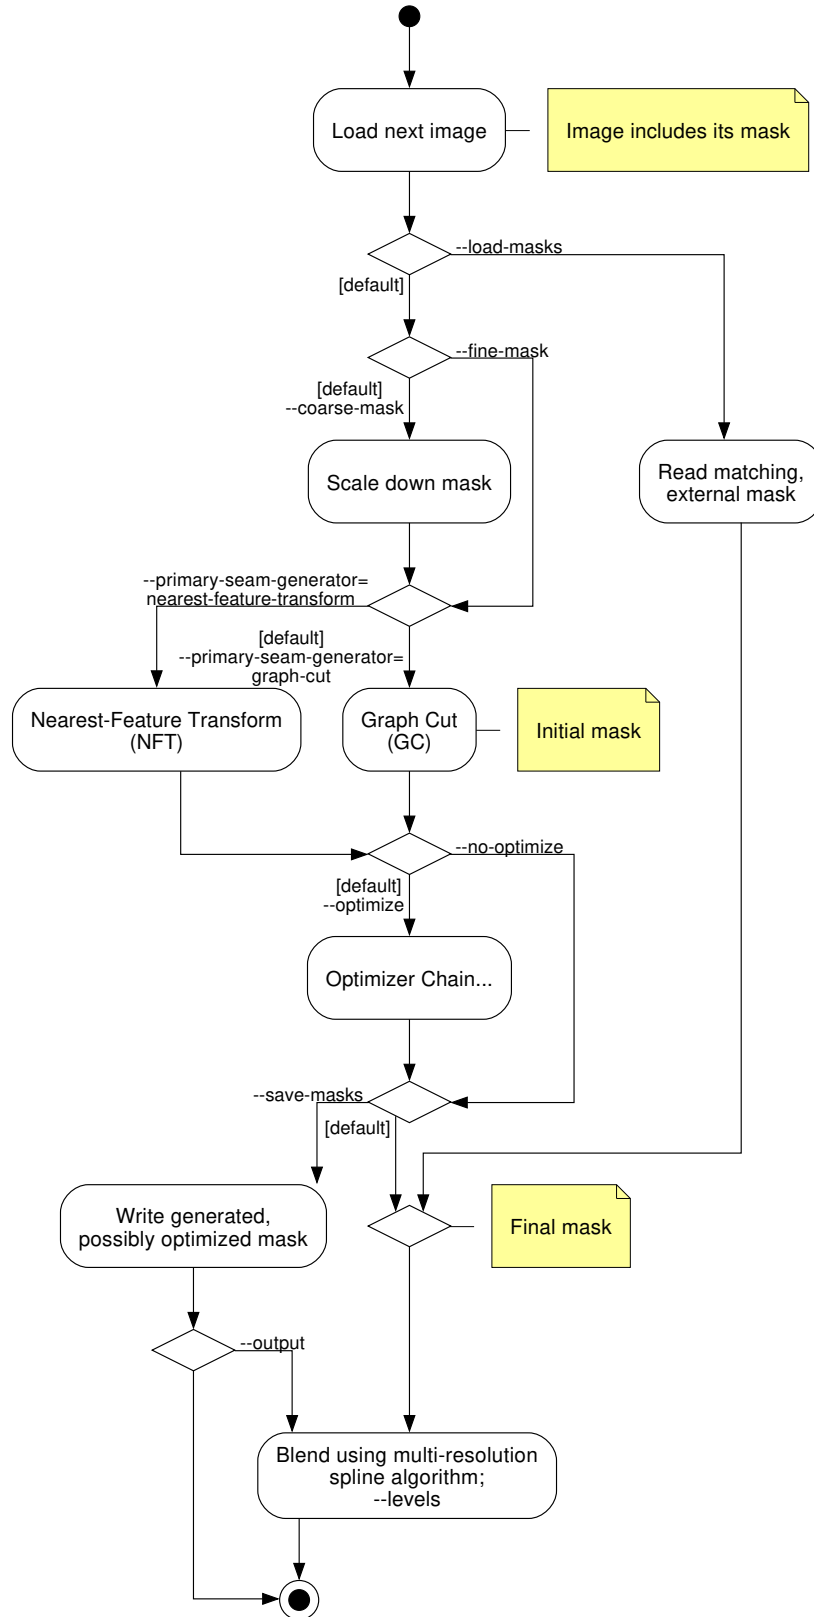 Load next image
Image includes its mask
--load-masks
[default]
--fine-mask
[default]
--coarse-mask
Scale down mask
Read matching,
external mask
--primary-seam-generator=
nearest-feature-transform
[default]
--primary-seam-generator=
graph-cut
Nearest-Feature Transform
(NFT)
Graph Cut
(GC)
Initial mask
--no-optimize
[default]
--optimize
Optimizer Chain...
--save-masks
[default]
Write generated,
possibly optimized mask
Final mask
--output
Blend using multi-resolution
spline algorithm;
--levels